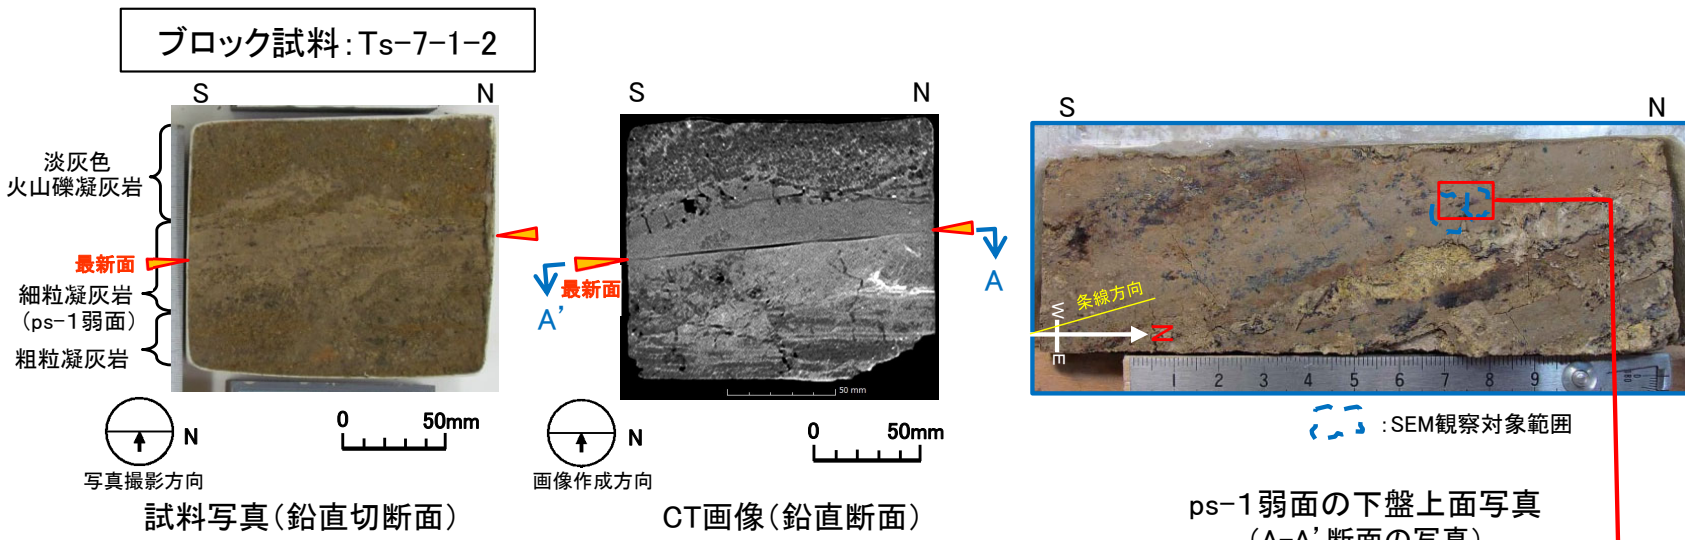 ブロック試料:Ts-7-1-2
S N
淡灰色
火山礫凝灰岩
最新面
細粒凝灰岩
(ps-1弱面)
粗粒凝灰岩
N
写真撮影方向
0 50mm
試料写真(鉛直切断面)
S N
最新面
A'
A
50 mm
N
画像作成方向
0 50mm
CT画像(鉛直断面)
S N
条線方向
W
N
E
1 2 3 4 5 6 7 8 9
:SEM観察対象範囲
ps-1弱面の下盤上面写真
(A-A'断面の写真)